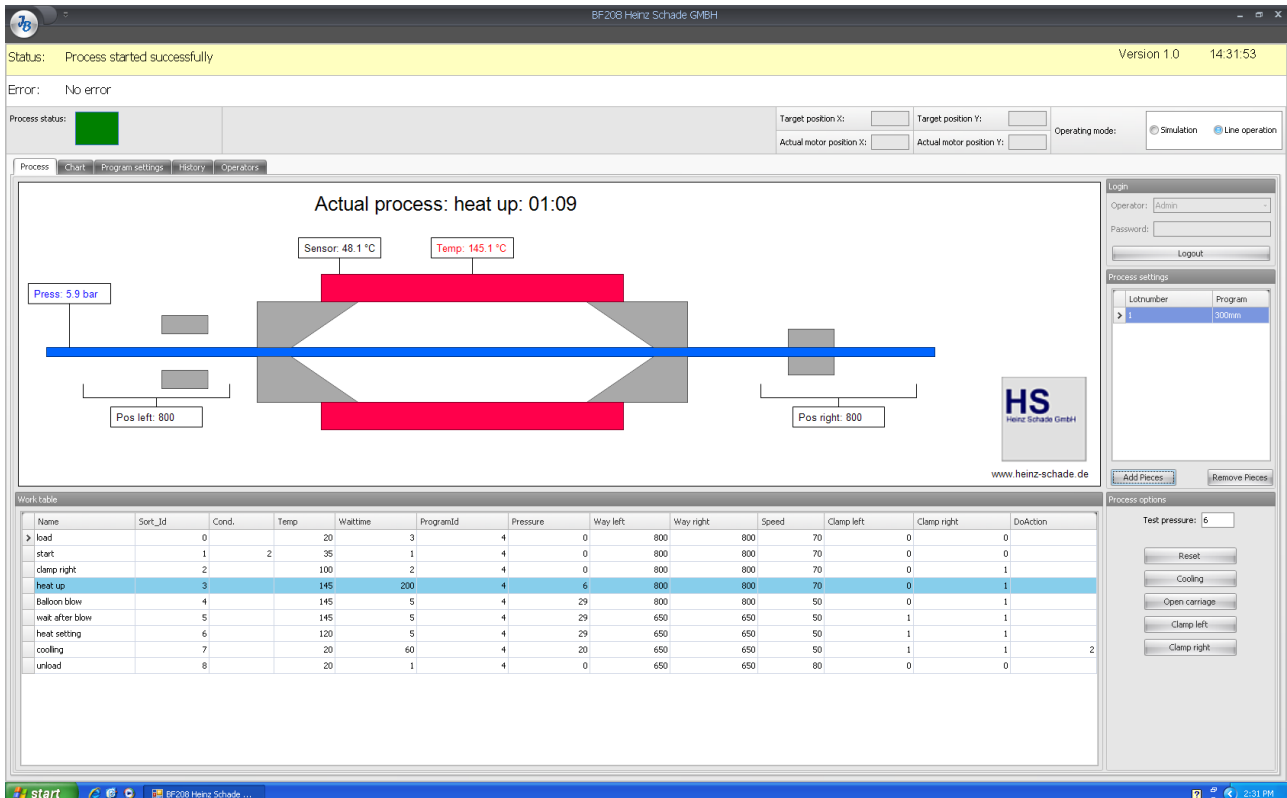 BF208 Heinz Schade GMBH
JB
Status: Process started successfully Version 1.0 14:31:53
Error: No error
Process status:
Target position X: Target position Y:
Actual motor position X: Actual motor position Y:
Operating mode: Simulation Line operation
Process Chart Program settings History Operators
Actual process: heat up: 01:09
Sensor: 48.1 °C Temp: 145.1 °C
Press: 5.9 bar
Pos left: 800 Pos right: 800
HS
Heinz Schade GmbH
www.heinz-schade.de
Login
Operator: Admin
Password:
Logout
Process settings
Lotnumber Program
1 300mm
Add Pieces Remove Pieces
Work table
Name Sort_Id Cond. Temp Waittime ProgramId Pressure Way left Way right Speed Clamp left Clamp right DoAction
load 0 20 3 4 0 800 800 70 0 0
start 1 2 35 1 4 0 800 800 70 0 0
clamp right 2 100 2 4 0 800 800 70 0 1
heat up 3 145 200 4 6 800 800 70 0 1
Balloon blow 4 145 5 4 29 800 800 50 0 1
wait after blow 5 145 5 4 29 650 650 50 1 1
heat setting 6 120 5 4 29 650 650 50 1 1
coolling 7 20 60 4 20 650 650 50 1 1 2
unload 8 20 1 4 0 650 650 80 0 0
Process options
Test pressure: 6
Reset
Cooling
Open carriage
Clamp left
Clamp right
start BF208 Heinz Schade ... 2:31 PM